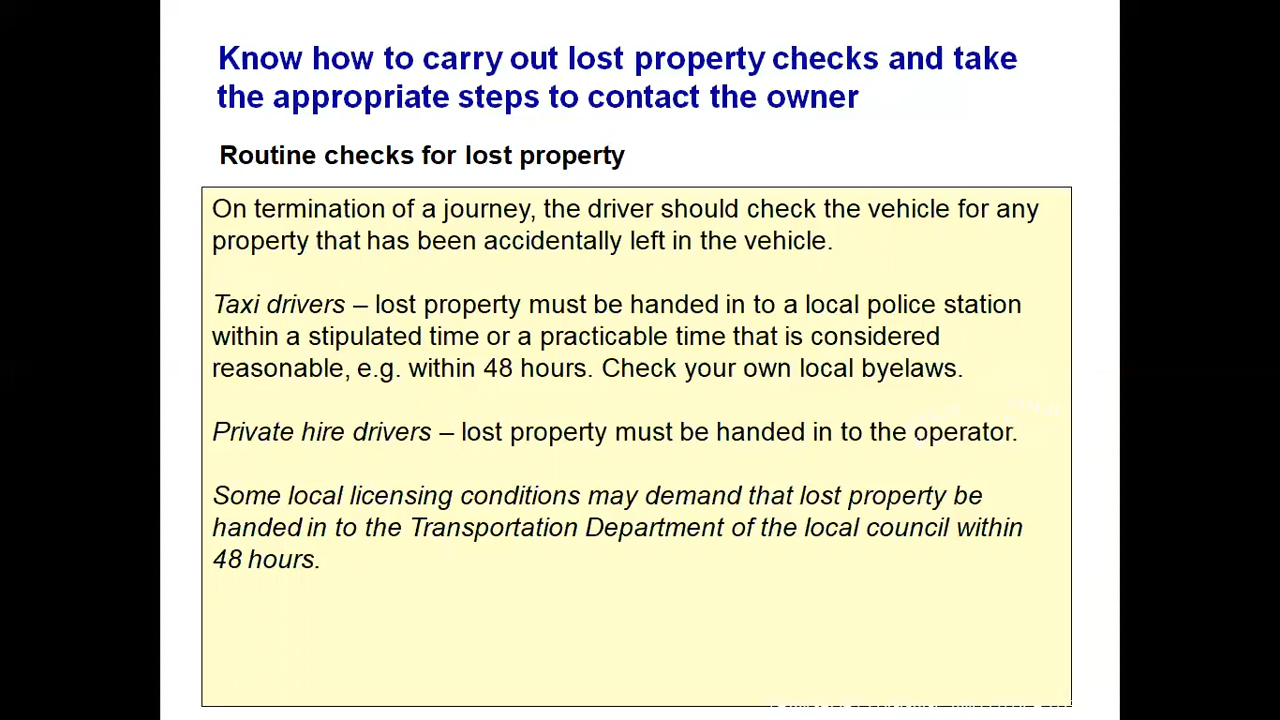 Know how to carry out lost property checks and take
the appropriate steps to contact the owner
Routine checks for lost property
On termination of a journey, the driver should check the vehicle for any
property that has been accidentally left in the vehicle.
Taxi drivers – lost property must be handed in to a local police station
within a stipulated time or a practicable time that is considered
reasonable, e.g. within 48 hours. Check your own local byelaws.
Private hire drivers – lost property must be handed in to the operator.
Some local licensing conditions may demand that lost property be
handed in to the Transportation Department of the local council within
48 hours.